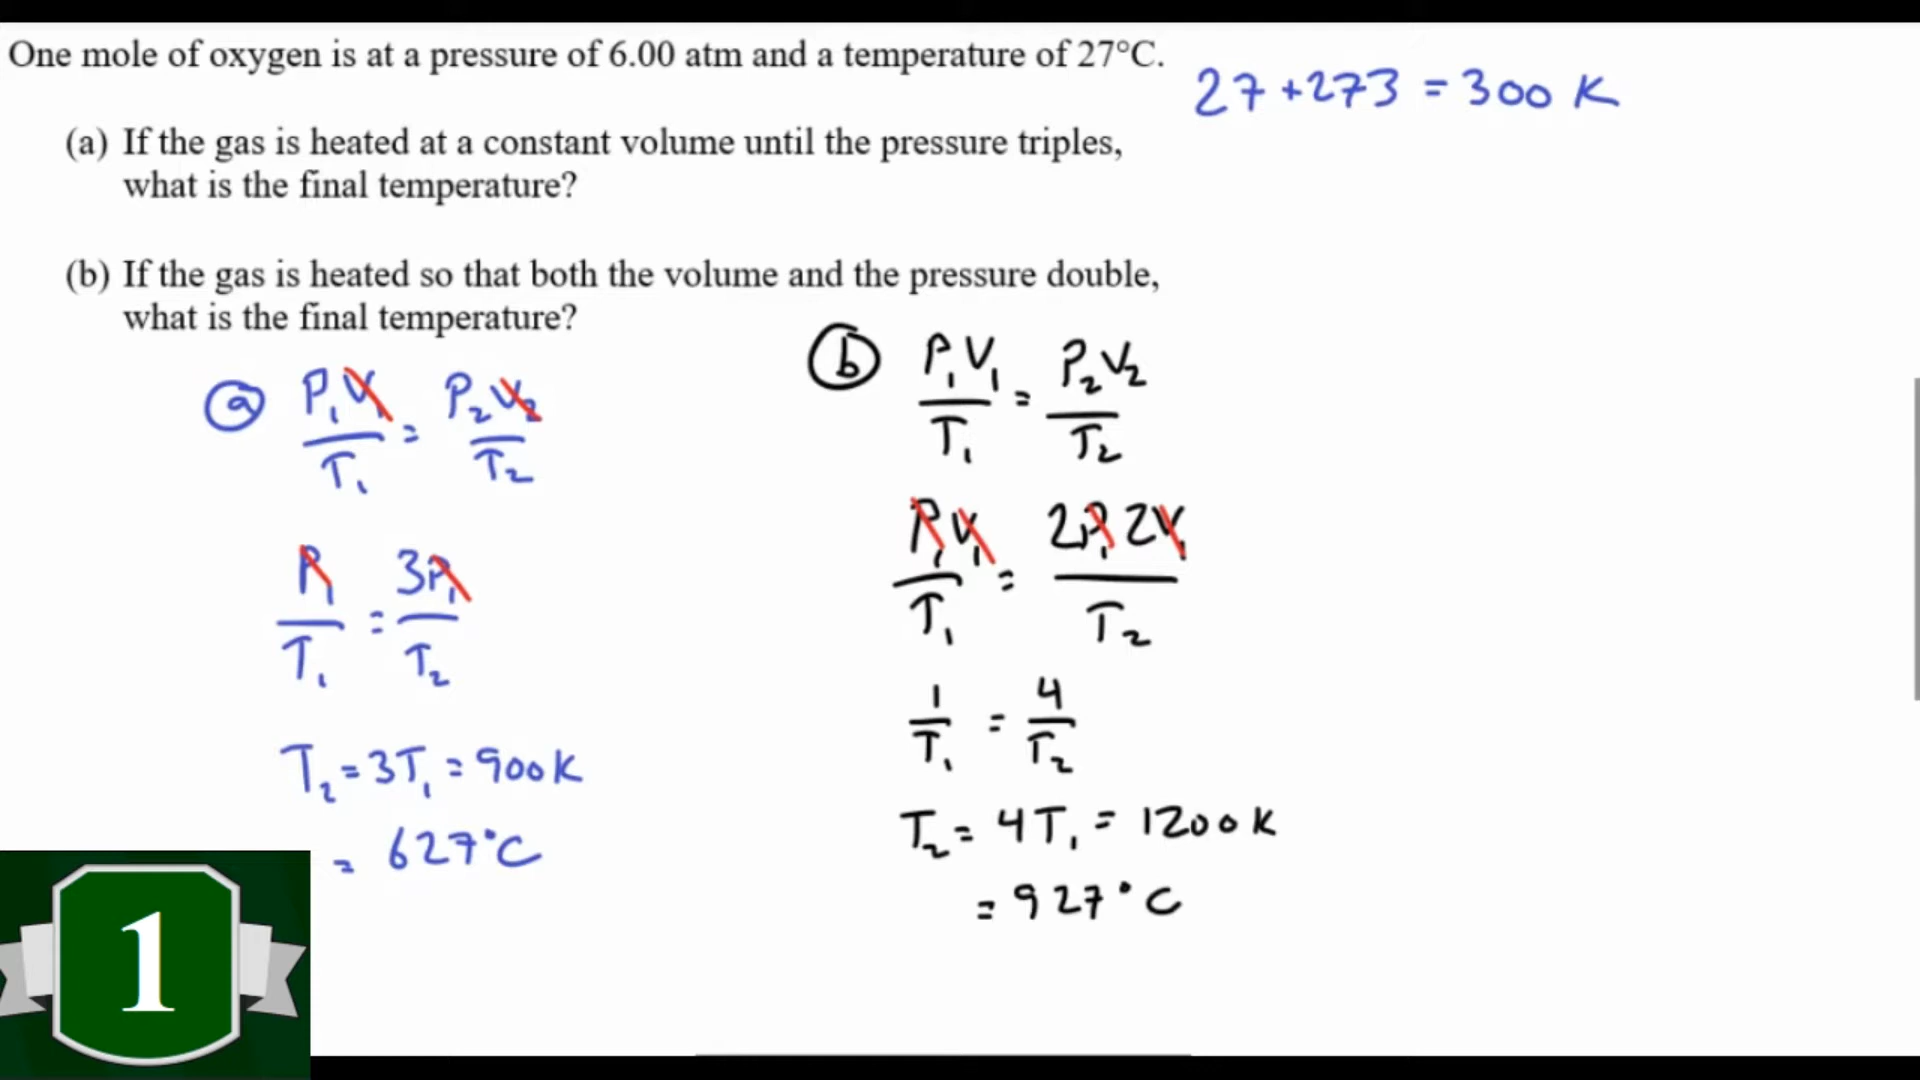 One mole of oxygen is at a pressure of 6.00 atm and a temperature of 27°C.
27 + 273 = 300 K
(a) If the gas is heated at a constant volume until the pressure triples,
what is the final temperature?
(b) If the gas is heated so that both the volume and the pressure double,
what is the final temperature?
(a) P₁V₁/T₁ = P₂V₂/T₂
P₁/T₁ = 3P₁/T₂
T₂ = 3T₁ = 900 K
= 627°C
(b) P₁V₁/T₁ = P₂V₂/T₂
P₁V₁/T₁ = 2P₁2V₁/T₂
1/T₁ = 4/T₂
T₂ = 4T₁ = 1200 K
= 927°C
1